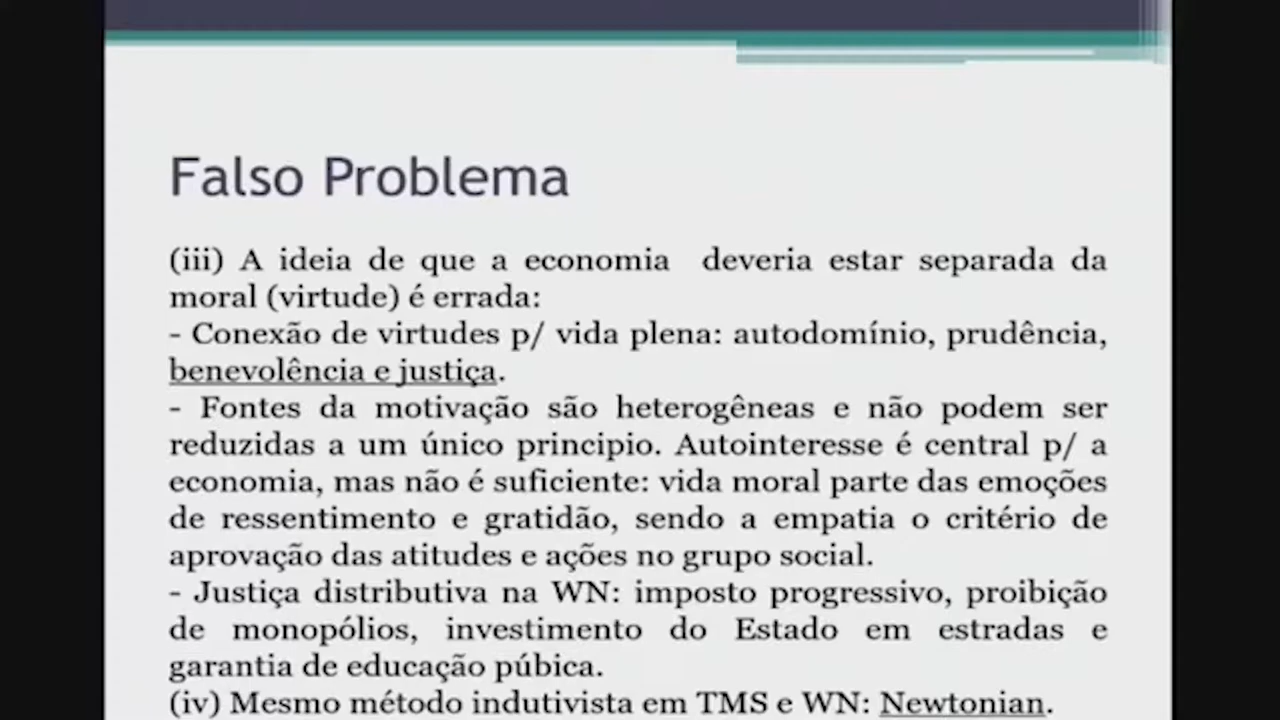 Falso Problema
(iii) A ideia de que a economia deveria estar separada da
moral (virtude) é errada:
- Conexão de virtudes p/ vida plena: autodomínio, prudência,
benevolência e justiça.
- Fontes da motivação são heterogêneas e não podem ser
reduzidas a um único principio. Autointeresse é central p/ a
economia, mas não é suficiente: vida moral parte das emoções
de ressentimento e gratidão, sendo a empatia o critério de
aprovação das atitudes e ações no grupo social.
- Justiça distributiva na WN: imposto progressivo, proibição
de monopólios, investimento do Estado em estradas e
garantia de educação púbica.
(iv) Mesmo método indutivista em TMS e WN: Newtonian.